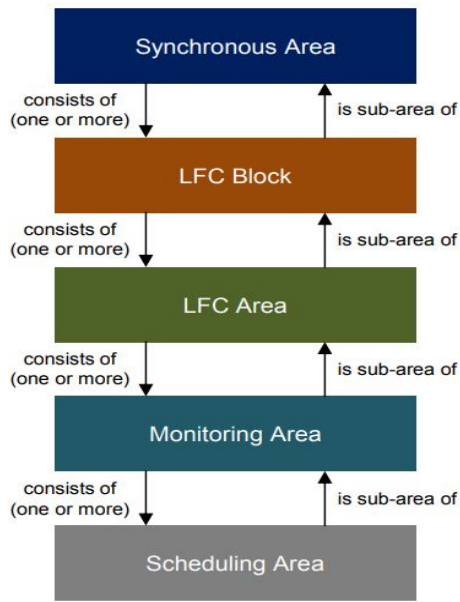 Synchronous Area
consists of
(one or more)
is sub-area of
LFC Block
consists of
(one or more)
is sub-area of
LFC Area
consists of
(one or more)
is sub-area of
Monitoring Area
consists of
(one or more)
is sub-area of
Scheduling Area